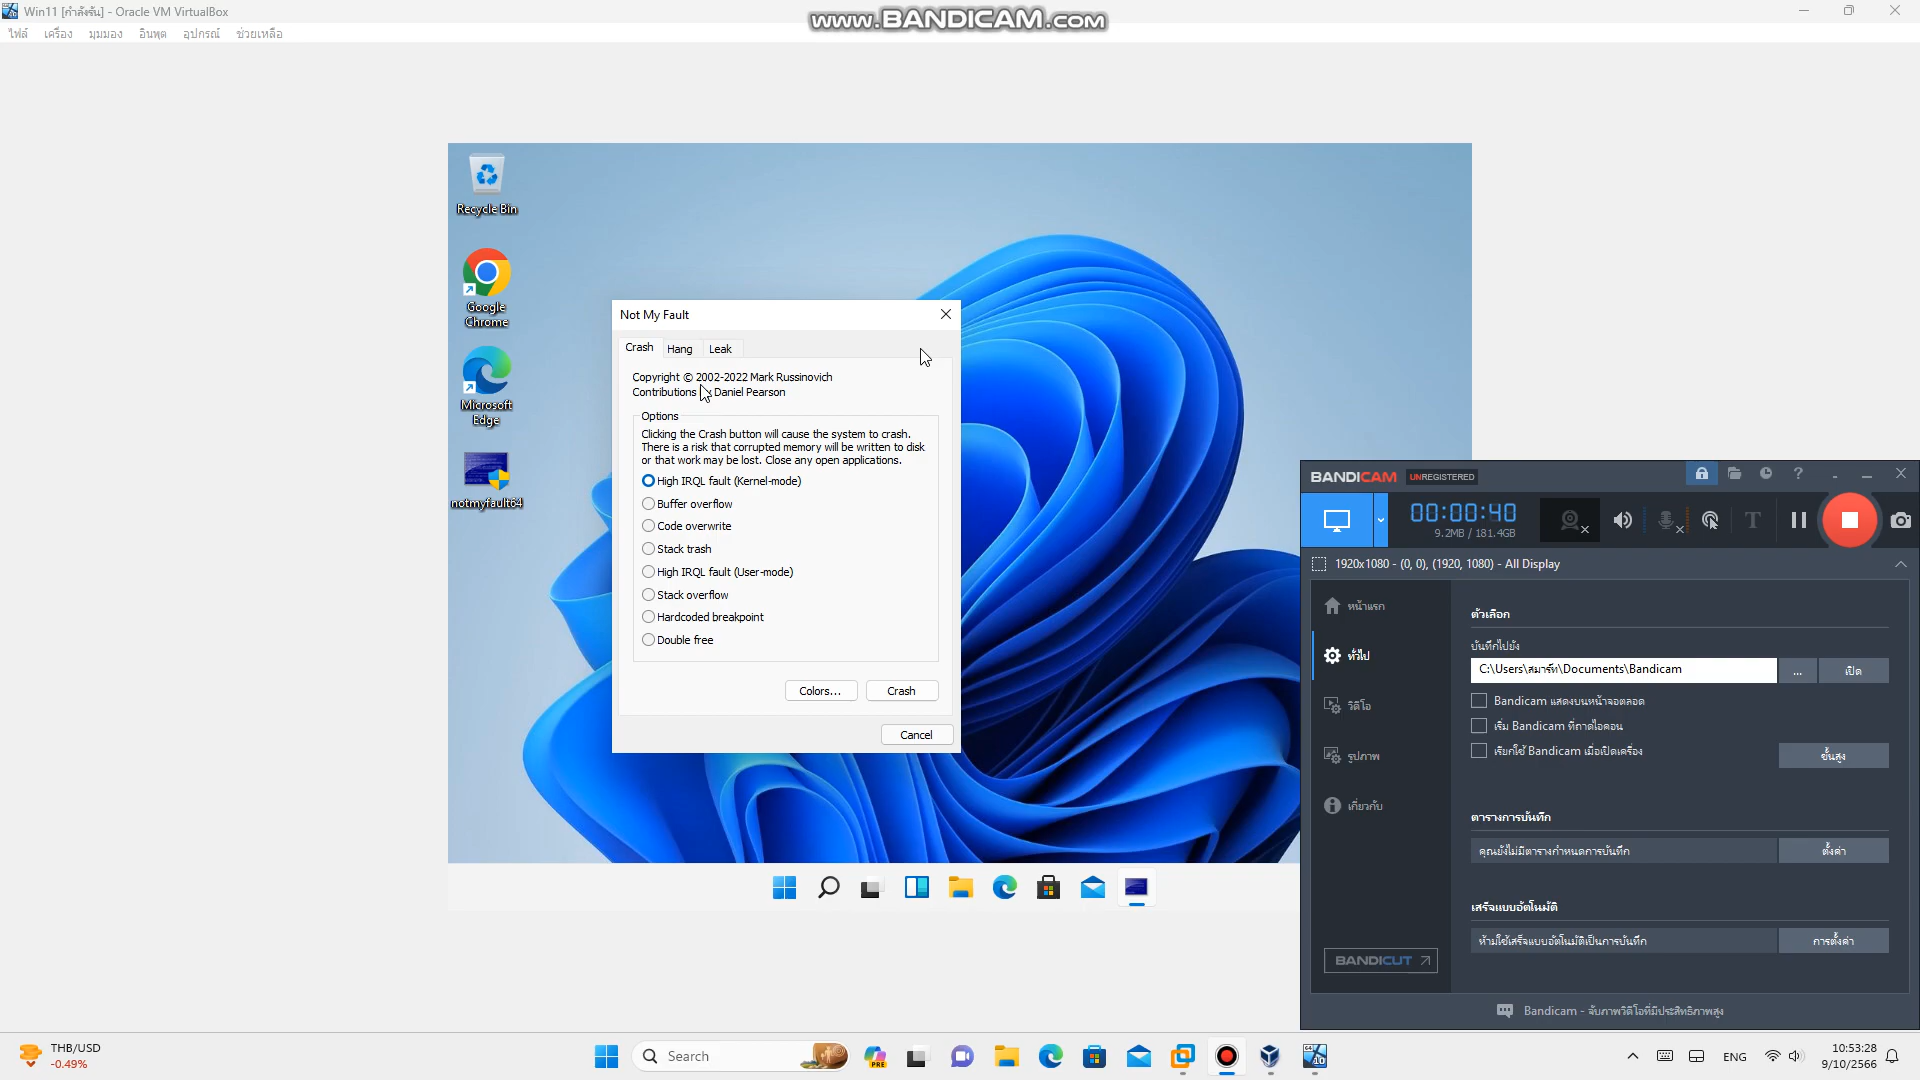 Win11 [กำลังรัน] - Oracle VM VirtualBox
www.BANDICAM.com
ไฟล์ เครื่อง มุมมอง อินพุต อุปกรณ์ ช่วยเหลือ
Recycle Bin
Google
Chrome
Microsoft
Edge
notmyfault64
Not My Fault
Crash Hang Leak
Copyright © 2002-2022 Mark Russinovich
Contributions Daniel Pearson
Options
Clicking the Crash button will cause the system to crash.
There is a risk that corrupted memory will be written to disk
or that work may be lost. Close any open applications.
High IRQL fault (Kernel-mode)
Buffer overflow
Code overwrite
Stack trash
High IRQL fault (User-mode)
Stack overflow
Hardcoded breakpoint
Double free
Colors... Crash
Cancel
BANDICAM UNREGISTERED
00:00:40
9.2MB / 181.4GB
1920x1080 - (0, 0), (1920, 1080) - All Display
หน้าแรก
ทั่วไป
วิดีโอ
รูปภาพ
เกี่ยวกับ
BANDICUT
ตัวเลือก
บันทึกไปยัง
C:\Users\สมาร์ท\Documents\Bandicam ... เปิด
Bandicam แสดงบนหน้าจอตลอด
เริ่ม Bandicam ที่ถาดไอคอน
เรียกใช้ Bandicam เมื่อเปิดเครื่อง
ขั้นสูง
ตารางการบันทึก
คุณยังไม่มีตารางกำหนดการบันทึก ตั้งค่า
เสร็จแบบอัตโนมัติ
ห้ามใช้เสร็จแบบอัตโนมัติเป็นการบันทึก การตั้งค่า
Bandicam - จับภาพวิดีโอที่มีประสิทธิภาพสูง
THB/USD
-0.49%
Search
PRE
64
10
ENG
10:53:28
9/10/2566